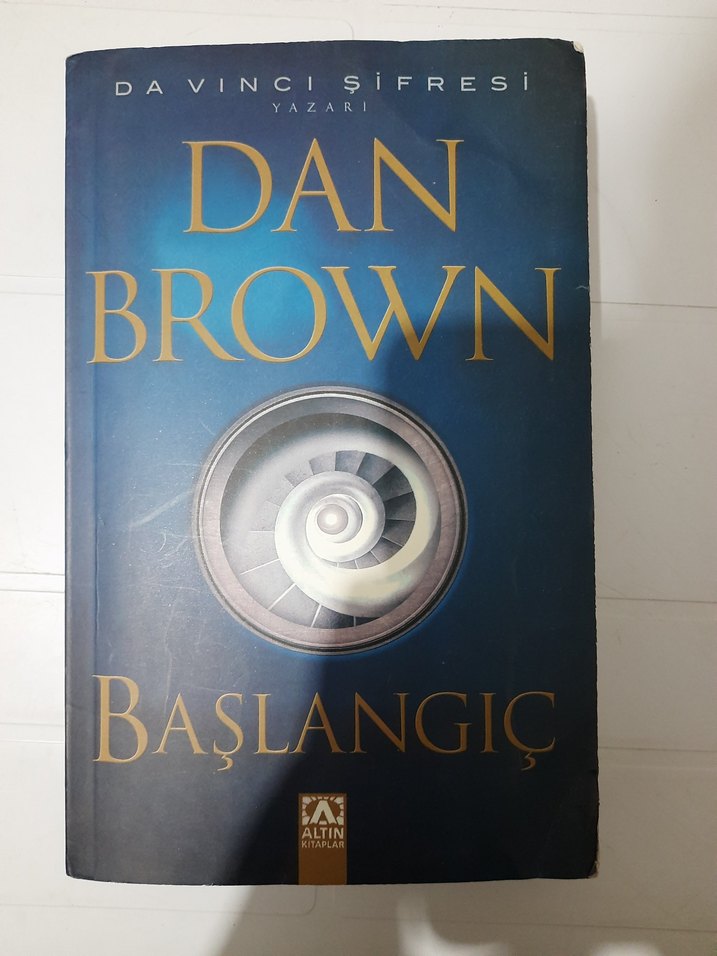 DA VINCI ŞİFRESİ
YAZARI
DAN
BROWN
BAŞLANGIÇ
ALTIN
KİTAPLAR